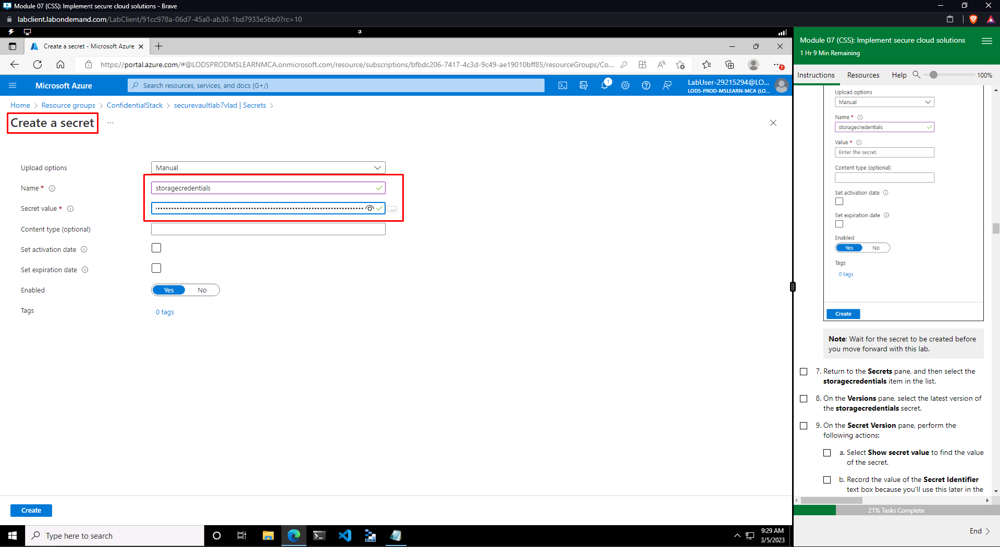 Module 07 (CSS): Implement secure cloud solutions - Brave
labclient.labondemand.com/LabClient/91cc978a-06d7-45a0-ab30-1bd7933e5bb0?rc=10
Create a secret - Microsoft Azure
https://portal.azure.com/#@LODSPRODMSLEARNMCA.onmicrosoft.com/resource/subscriptions/bfbdc206-7417-4c3d-9c49-ae19010bff85/resourceGroups/Co...
Microsoft Azure
Search resources, services, and docs (G+/)
1
LabUser-29215294@LO...
LODS-PROD-MSLEARN-MCA (LO...
Home > Resource groups > ConfidentialStack > securevaultlab7vlad | Secrets >
Create a secret ...
Upload options
Manual
Name *
storagecredentials
Secret value *
Content type (optional)
Set activation date
Set expiration date
Enabled
Yes No
Tags
0 tags
Create
Type here to search
9:29 AM
3/5/2023
Module 07 (CSS): Implement secure cloud solutions
1 Hr 9 Min Remaining
Instructions Resources Help 100%
Upload options
Manual
Name *
storagecredentials
Value *
Enter the secret.
Content type (optional)
Set activation date
Set expiration date
Enabled
Yes No
Tags
0 tags
Create
Note: Wait for the secret to be created before
you move forward with this lab.
7. Return to the Secrets pane, and then select the
storagecredentials item in the list.
8. On the Versions pane, select the latest version of
the storagecredentials secret.
9. On the Secret Version pane, perform the
following actions:
a. Select Show secret value to find the value
of the secret.
b. Record the value of the Secret Identifier
text box because you'll use this later in the
21% Tasks Complete
End >